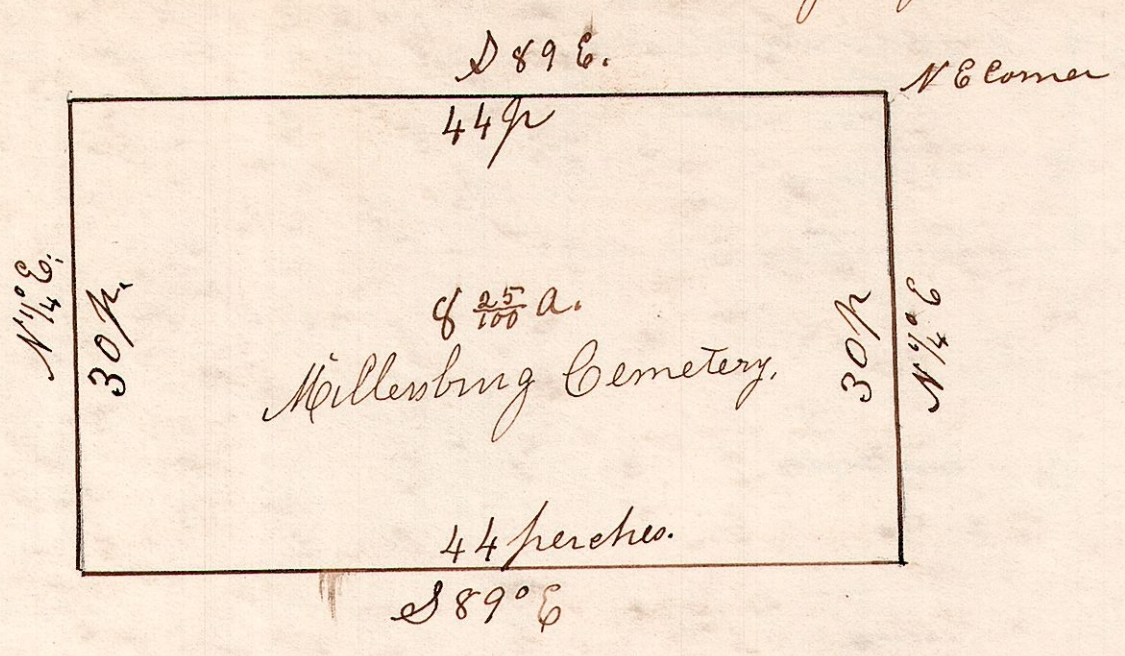 S 89 E.
N E Corner
44 p
N 1/4° E.
30 p.
8 25/100 a.
30 p
N 1/4° E
Millersburg Cemetery.
44 perches.
S 89° E